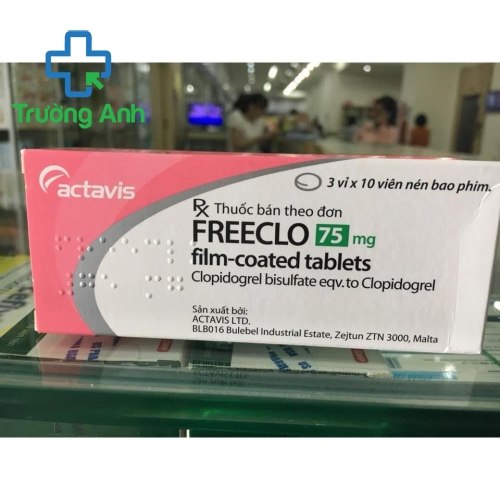 Trường Anh
actavis
3 vỉ x 10 viên nén bao phim.
Rx Thuốc bán theo đơn
FREECLO 75 mg
film-coated tablets
Clopidogrel bisulfate eqv. to Clopidogrel
Sản xuất bởi:
ACTAVIS LTD.
BLB016 Bulebel Industrial Estate, Zejtun ZTN 3000, Malta